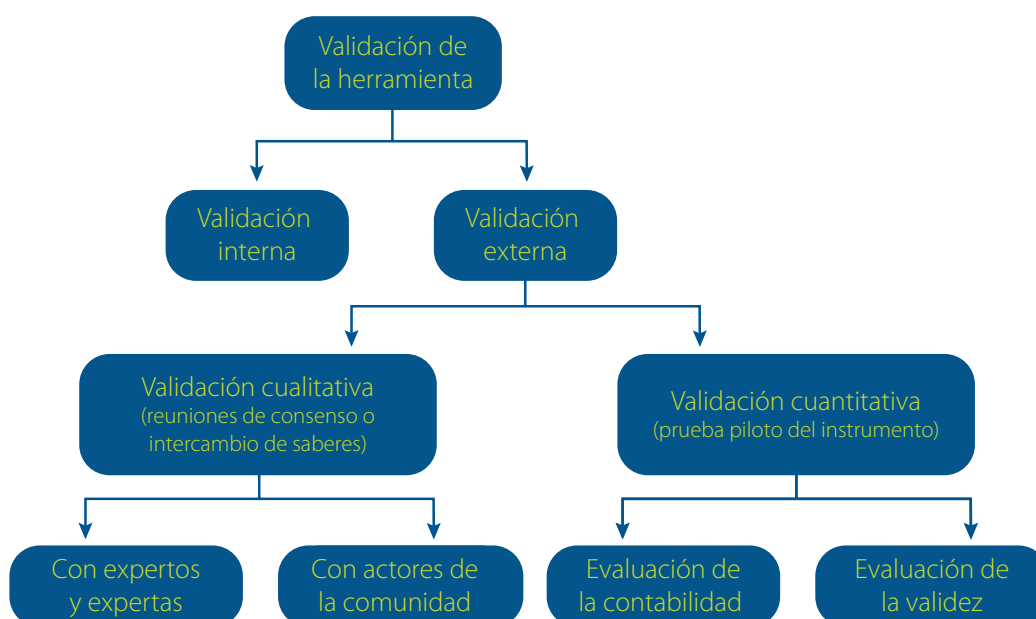 Validación de
la herramienta
Validación
interna
Validación
externa
Validación cualitativa
(reuniones de consenso o
intercambio de saberes)
Validación cuantitativa
(prueba piloto del instrumento)
Con expertos
y expertas
Con actores de
la comunidad
Evaluación de
la contabilidad
Evaluación de
la validez